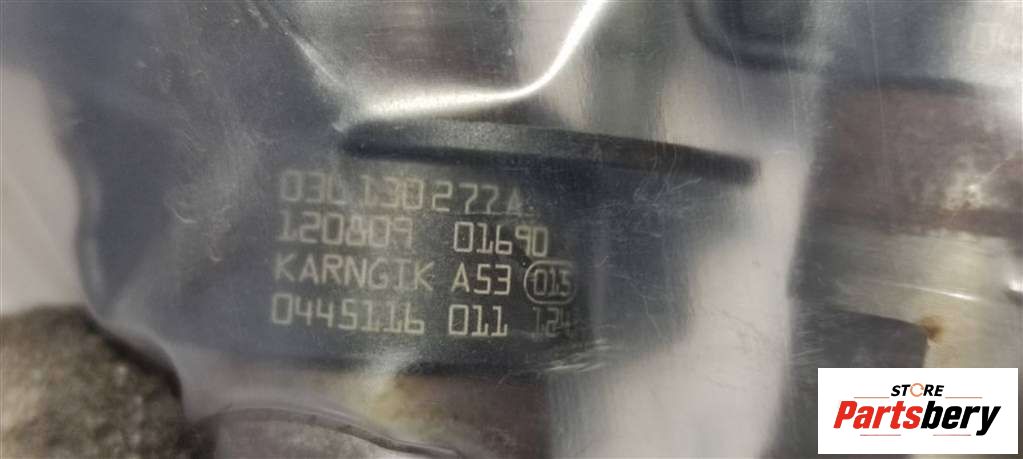 03L130277A
120809 01690
KARNGIK A53 015
0445116 011 124
STORE
Partsbery